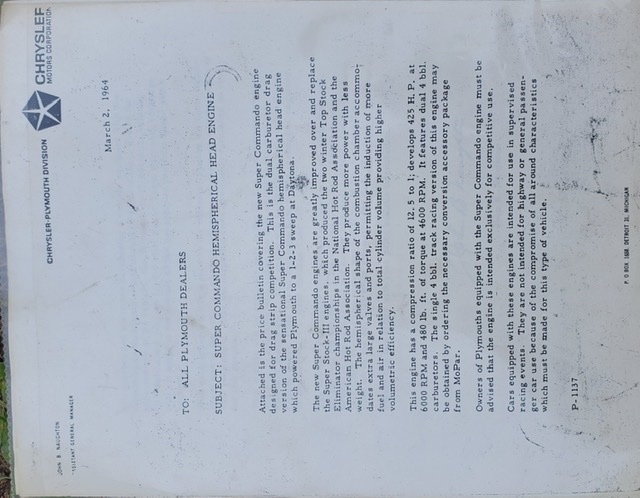 CHRYSLER
MOTORS CORPORATION
CHRYSLER-PLYMOUTH DIVISION
JOHN B. NAUGHTON
ASSISTANT GENERAL MANAGER
March 2, 1964
TO: ALL PLYMOUTH DEALERS
SUBJECT: SUPER COMMANDO HEMISPHERICAL HEAD ENGINE
Attached is the price bulletin covering the new Super Commando engine
designed for drag strip competition. This is the dual carburetor drag
version of the sensational Super Commando hemispherical head engine
which powered Plymouth to a 1-2-3 sweep at Daytona.
The new Super Commando engines are greatly improved over and replace
the Super Stock-III engines, which produced the two winter Top Stock
Eliminator championships in the National Hot Rod Association and the
American Hot Rod Association. They produce more power with less
weight. The hemispherical shape of the combustion chamber accommo-
dates extra large valves and ports, permitting the induction of more
fuel and air in relation to total cylinder volume providing higher
volumetric efficiency.
This engine has a compression ratio of 12.5 to 1; develops 425 H.P. at
6000 RPM and 480 lb. ft. of torque at 4600 RPM. It features dual 4 bbl.
carburetors. The single 4 bbl. track racing version of this engine may
be obtained by ordering the necessary conversion accessory package
from MoPar.
Owners of Plymouths equipped with the Super Commando engine must be
advised that the engine is intended exclusively for competitive use.
Cars equipped with these engines are intended for use in supervised
racing events. They are not intended for highway or general passen-
ger car use because of the compromise of all around characteristics
which must be made for this type of vehicle.
P-1137
P.O. BOX 1658, DETROIT 31, MICHIGAN